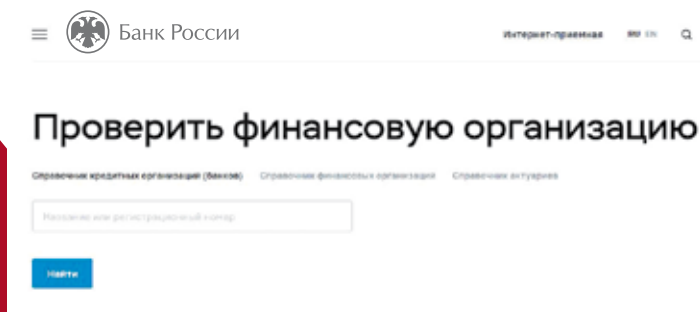 Банк России
Интернет-приемная RU EN
Проверить финансовую организацию
Справочник кредитных организаций (банков) Справочник финансовых организаций Справочник актуариев
Название или регистрационный номер
Найти